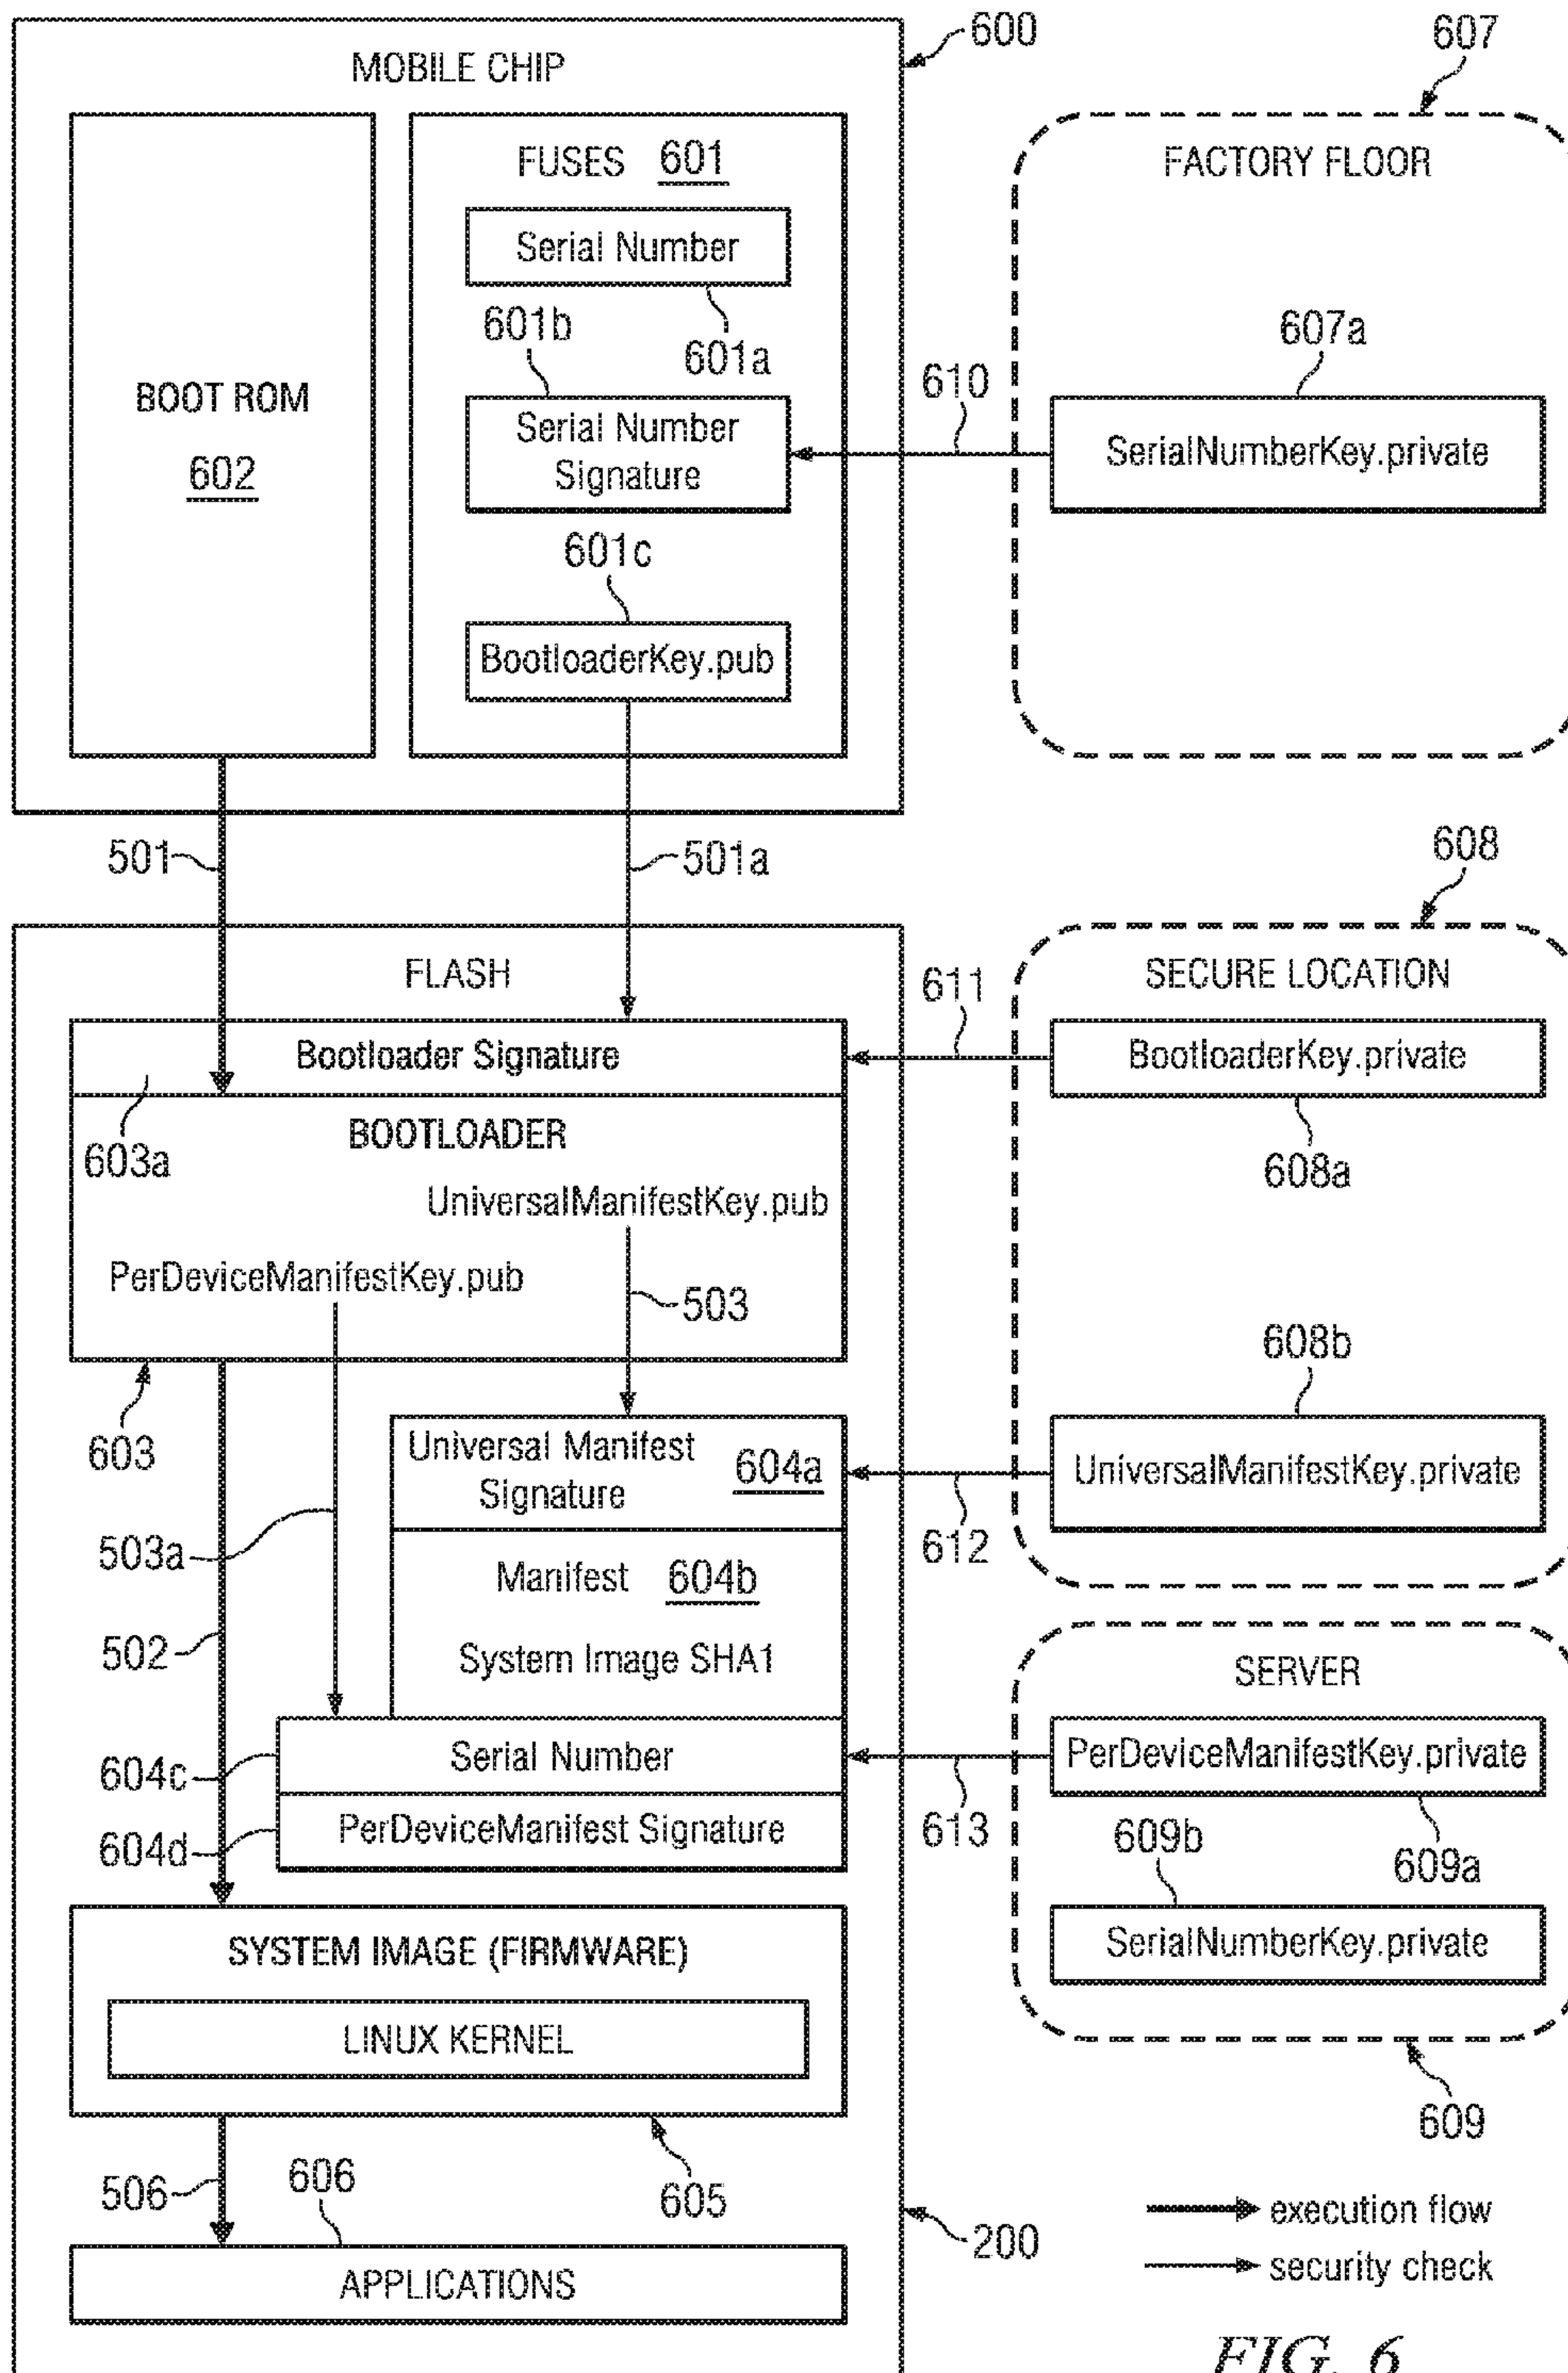 600
607
MOBILE CHIP
FUSES 601
FACTORY FLOOR
Serial Number
601b
601a
607a
BOOT ROM
602
610
Serial Number
Signature
SerialNumberKey.private
601c
BootloaderKey.pub
501
501a
608
FLASH
611
SECURE LOCATION
Bootloader Signature
BootloaderKey.private
603a
BOOTLOADER
608a
UniversalManifestKey.pub
PerDeviceManifestKey.pub
503
608b
603
Universal Manifest
Signature
604a
UniversalManifestKey.private
503a
612
Manifest 604b
502
System Image SHA1
SERVER
604c
Serial Number
PerDeviceManifestKey.private
604d
PerDeviceManifest Signature
613
609b
609a
SYSTEM IMAGE (FIRMWARE)
SerialNumberKey.private
LINUX KERNEL
609
506
606
605
200
execution flow
security check
APPLICATIONS
FIG. 6